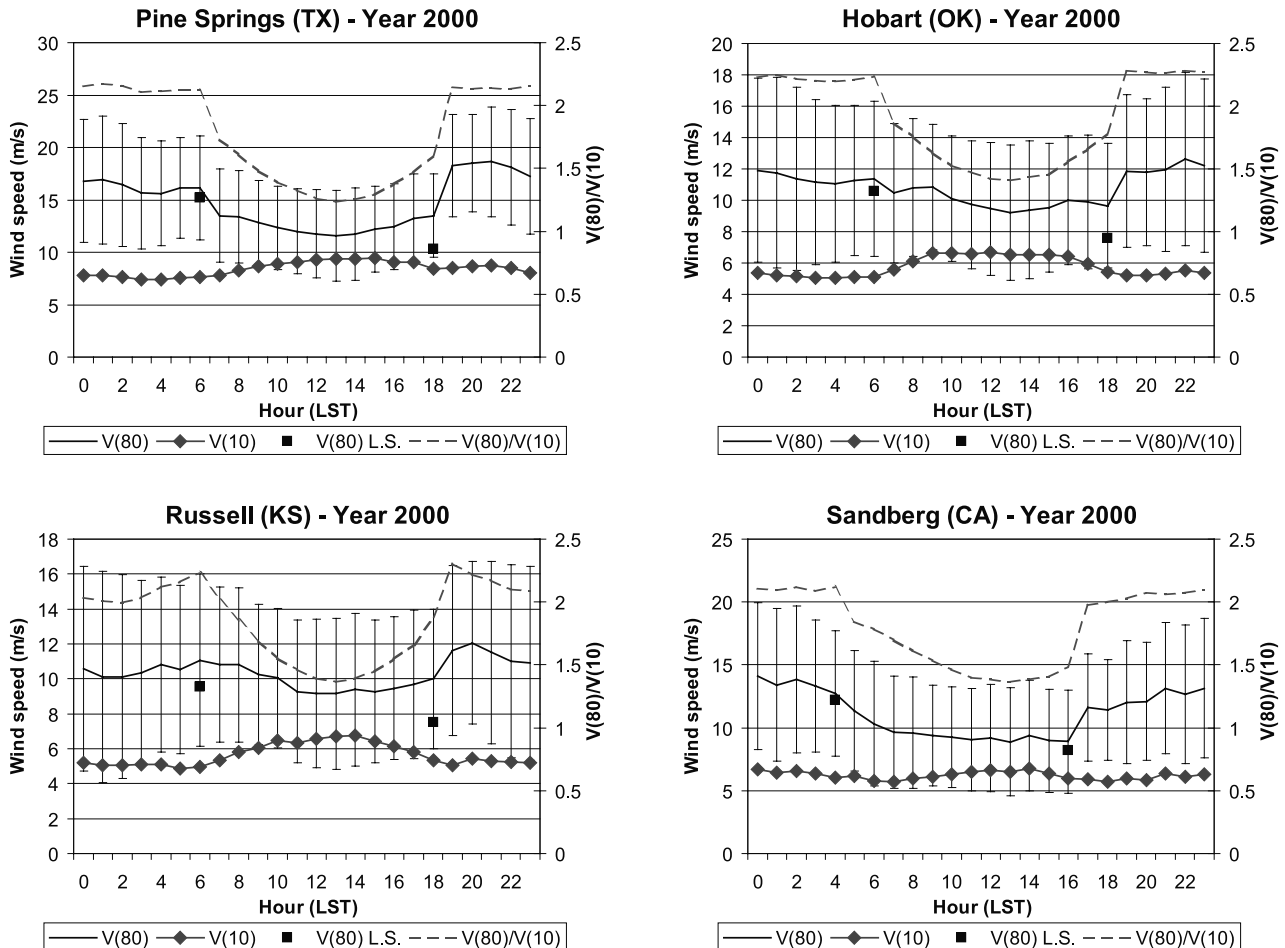 Pine Springs (TX) - Year 2000
Wind speed (m/s)
30
25
20
15
10
5
0
2.5
2
1.5
1
0.5
0
V(80)/V(10)
0 2 4 6 8 10 12 14 16 18 20 22
Hour (LST)
V(80) V(10) V(80) L.S. V(80)/V(10)
Hobart (OK) - Year 2000
Wind speed (m/s)
20
18
16
14
12
10
8
6
4
2
0
2.5
2
1.5
1
0.5
0
V(80)/V(10)
0 2 4 6 8 10 12 14 16 18 20 22
Hour (LST)
V(80) V(10) V(80) L.S. V(80)/V(10)
Russell (KS) - Year 2000
Wind speed (m/s)
18
16
14
12
10
8
6
4
2
0
2.5
2
1.5
1
0.5
0
V(80)/V(10)
0 2 4 6 8 10 12 14 16 18 20 22
Hour (LST)
V(80) V(10) V(80) L.S. V(80)/V(10)
Sandberg (CA) - Year 2000
Wind speed (m/s)
25
20
15
10
5
0
2.5
2
1.5
1
0.5
0
V(80)/V(10)
0 2 4 6 8 10 12 14 16 18 20 22
Hour (LST)
V(80) V(10) V(80) L.S. V(80)/V(10)